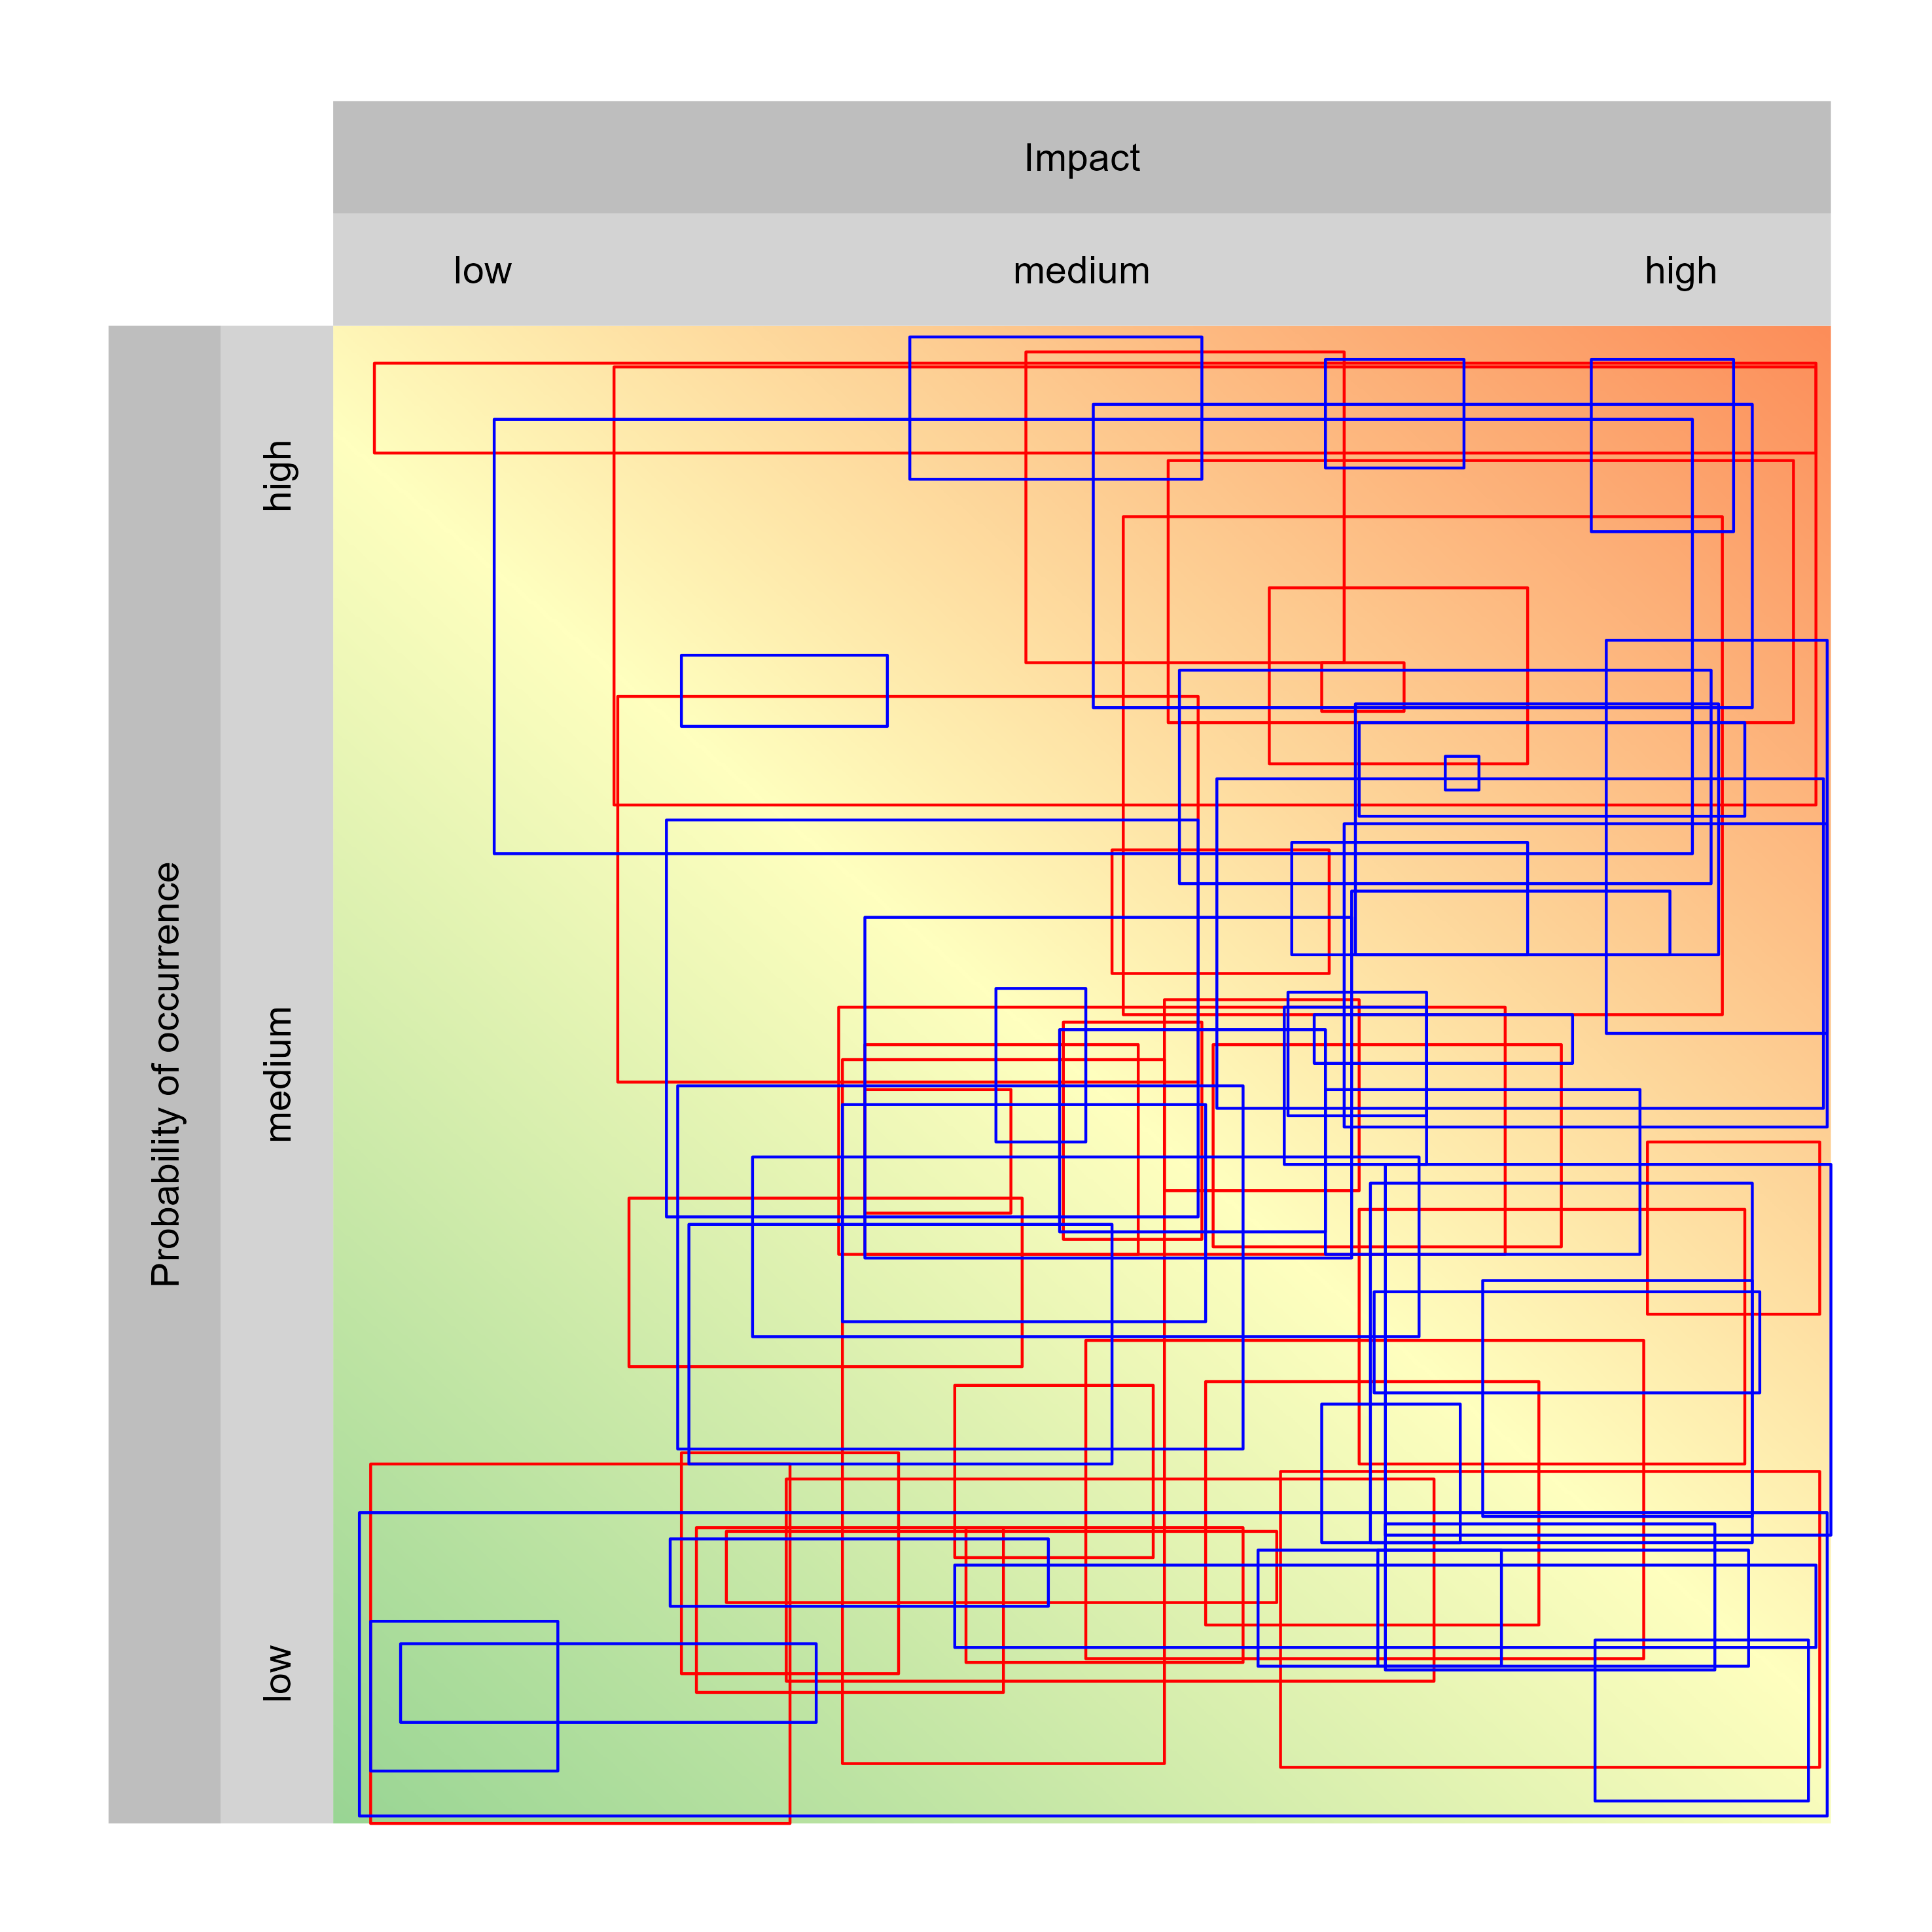 Impact
low
medium
high
Probability of occurrence
high
medium
low